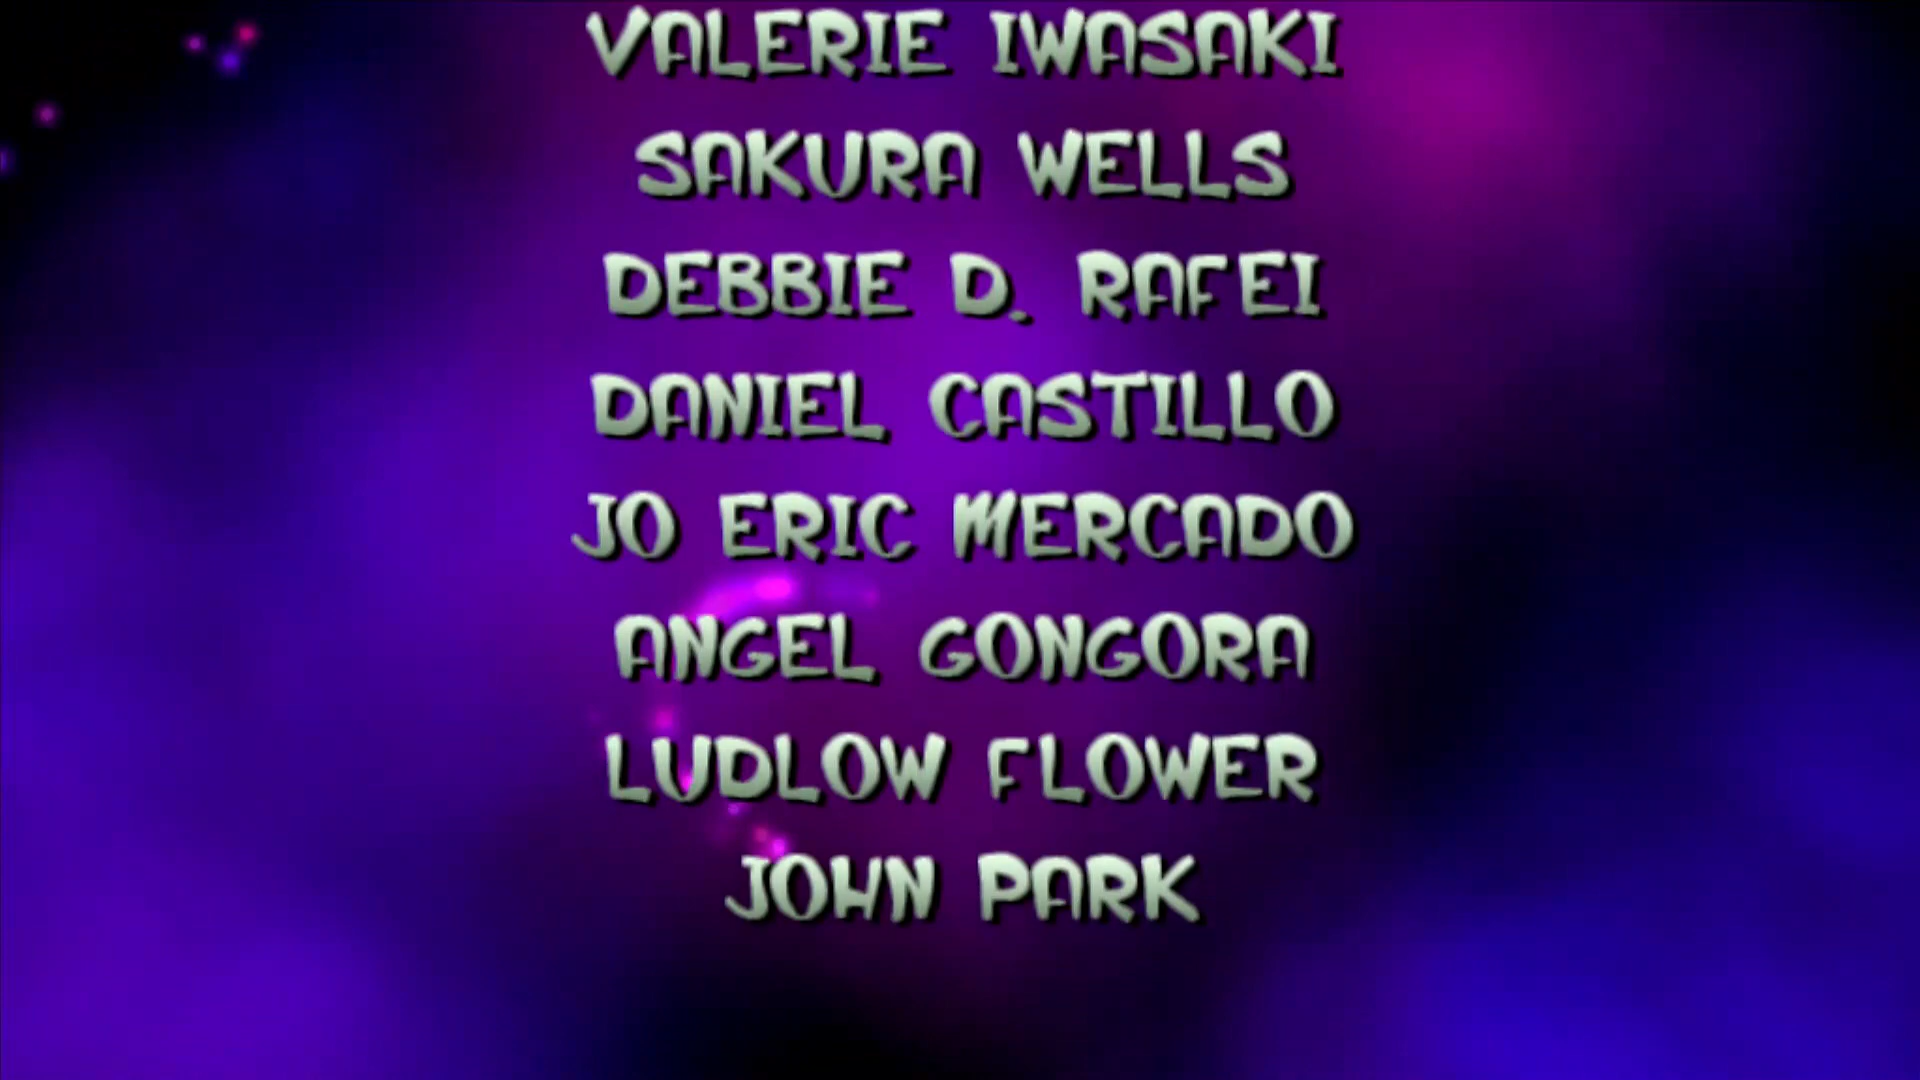 VALERIE IWASAKI
SAKURA WELLS
DEBBIE D. RAFEI
DANIEL CASTILLO
JO ERIC MERCADO
ANGEL GONGORA
LUDLOW FLOWER
JOHN PARK